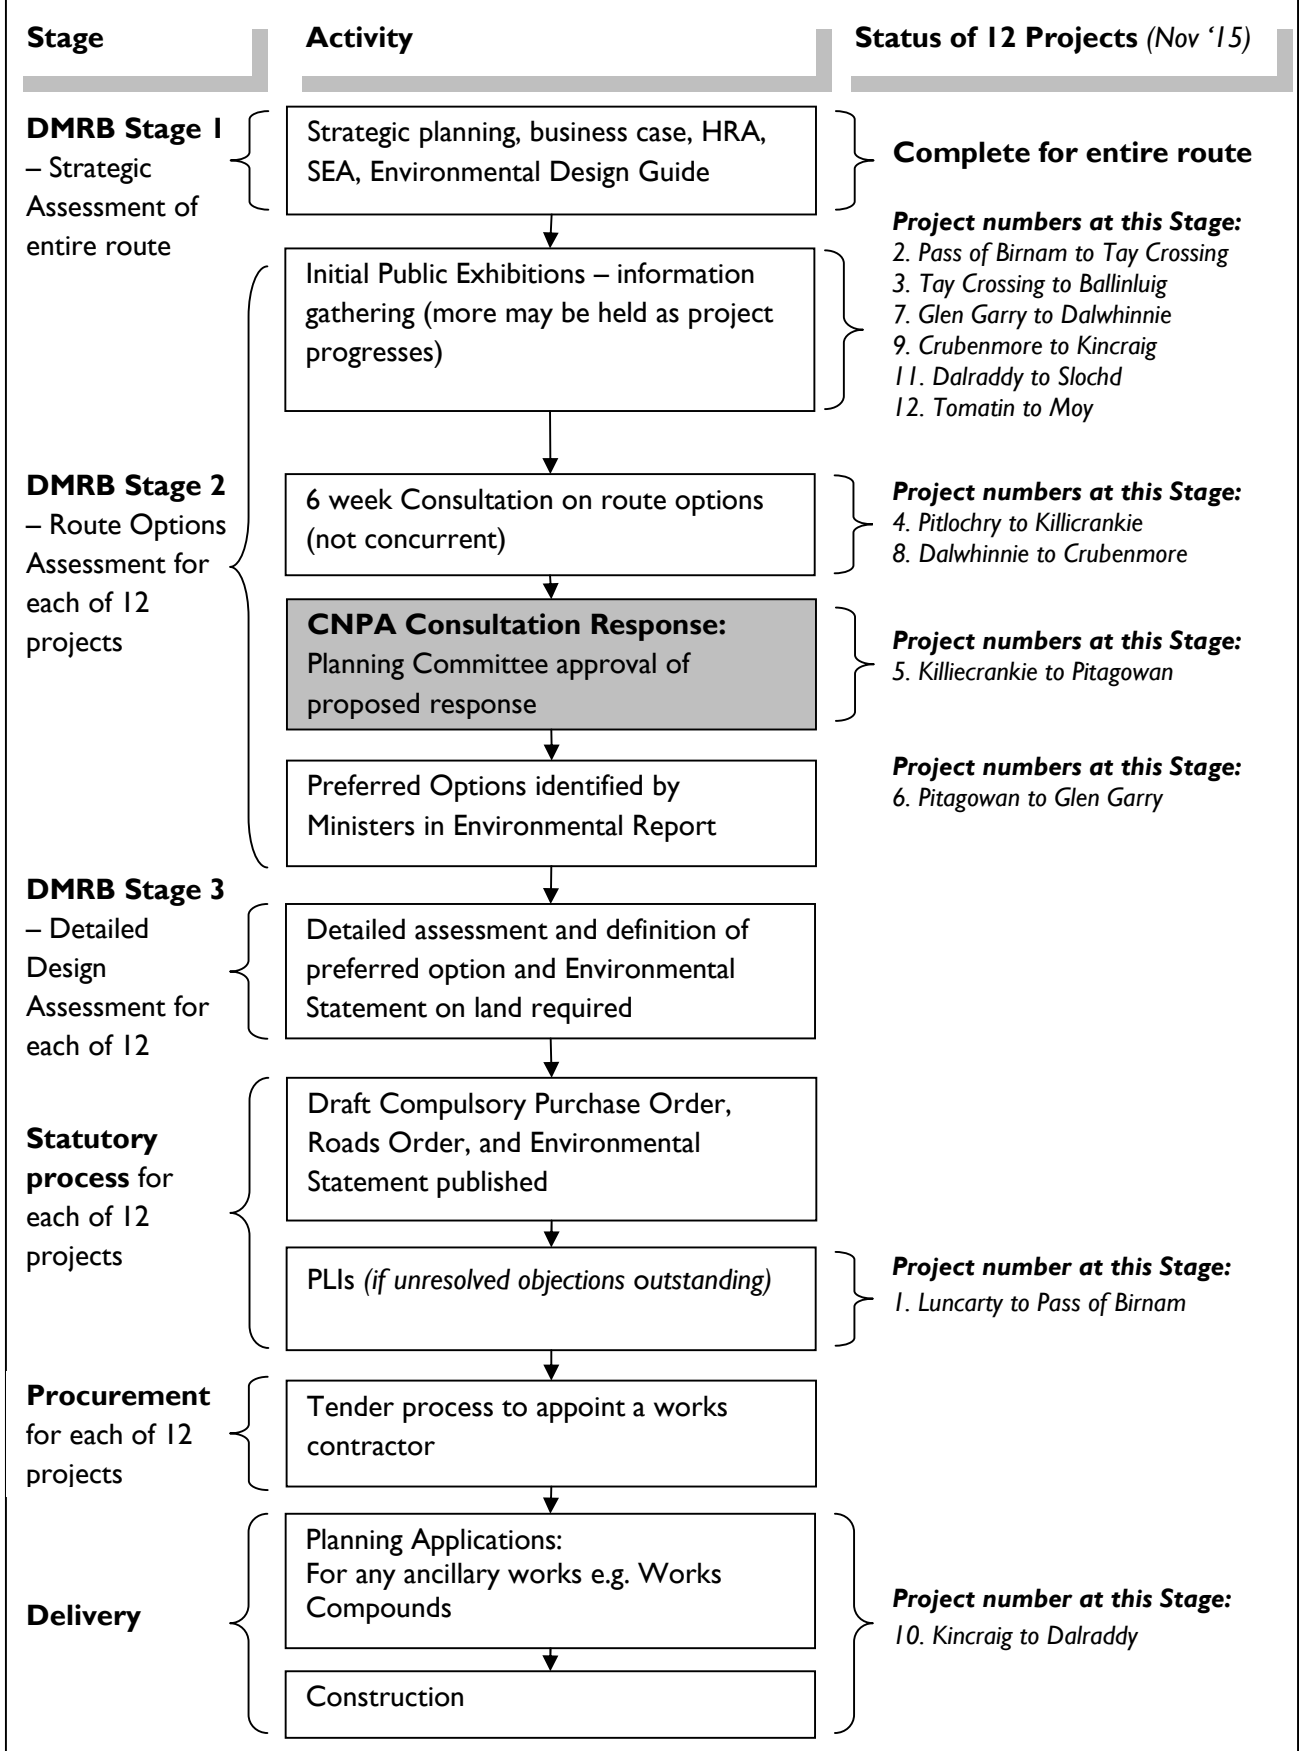 Stage
Activity
Status of 12 Projects (Nov ‘15)
DMRB Stage 1
– Strategic
Assessment of
entire route
Strategic planning, business case, HRA,
SEA, Environmental Design Guide
Complete for entire route
Initial Public Exhibitions – information
gathering (more may be held as project
progresses)
Project numbers at this Stage:
2. Pass of Birnam to Tay Crossing
3. Tay Crossing to Ballinluig
7. Glen Garry to Dalwhinnie
9. Crubenmore to Kincraig
11. Dalraddy to Slochd
12. Tomatin to Moy
DMRB Stage 2
– Route Options
Assessment for
each of 12
projects
6 week Consultation on route options
(not concurrent)
Project numbers at this Stage:
4. Pitlochry to Killicrankie
8. Dalwhinnie to Crubenmore
CNPA Consultation Response:
Planning Committee approval of
proposed response
Project numbers at this Stage:
5. Killiecrankie to Pitagowan
Preferred Options identified by
Ministers in Environmental Report
Project numbers at this Stage:
6. Pitagowan to Glen Garry
DMRB Stage 3
– Detailed
Design
Assessment for
each of 12
Detailed assessment and definition of
preferred option and Environmental
Statement on land required
Statutory
process for
each of 12
projects
Draft Compulsory Purchase Order,
Roads Order, and Environmental
Statement published
PLIs (if unresolved objections outstanding)
Project number at this Stage:
1. Luncarty to Pass of Birnam
Procurement
for each of 12
projects
Tender process to appoint a works
contractor
Delivery
Planning Applications:
For any ancillary works e.g. Works
Compounds
Construction
Project number at this Stage:
10. Kincraig to Dalraddy